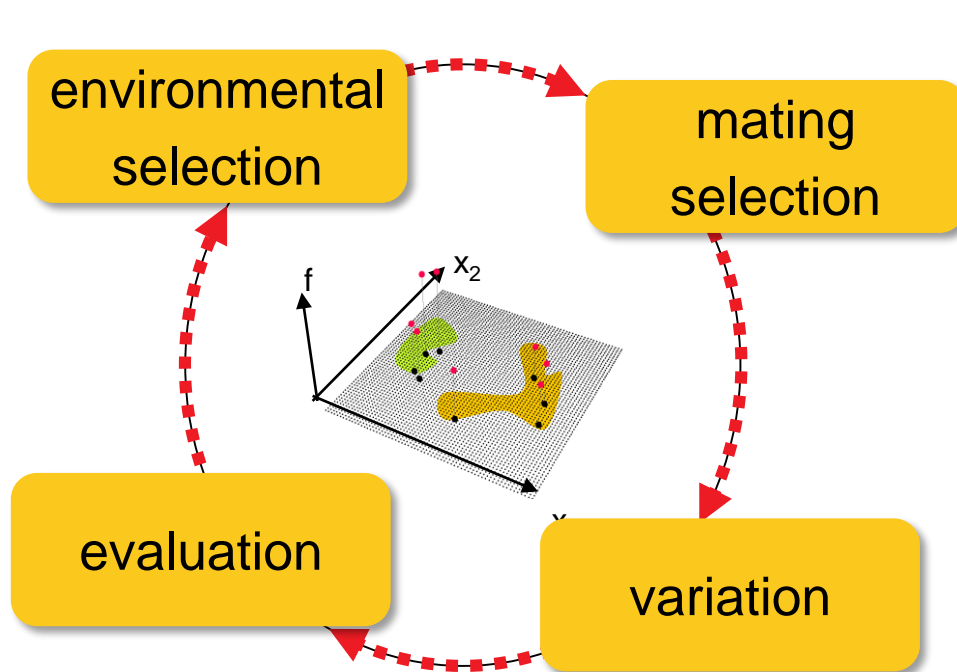 environmental
selection
mating
selection
f
x2
evaluation
variation